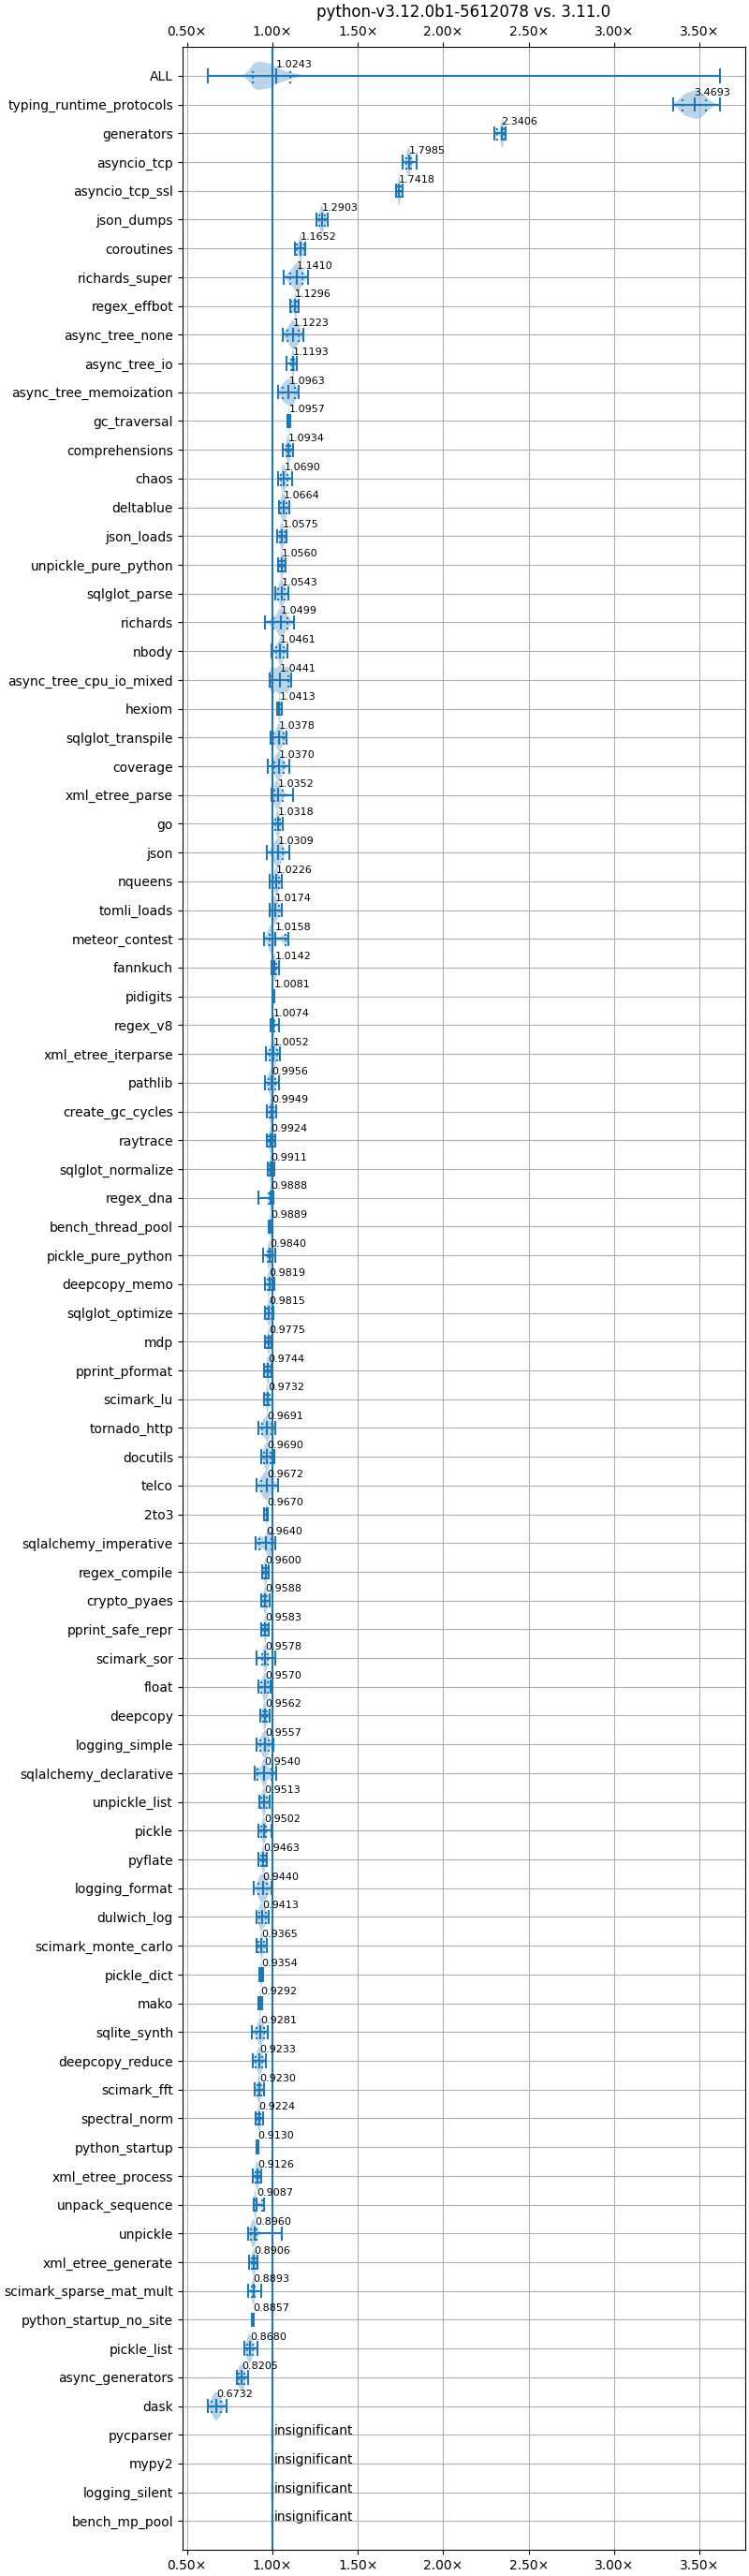 python-v3.12.0b1-5612078 vs. 3.11.0
0.50× 1.00× 1.50× 2.00× 2.50× 3.00× 3.50×
ALL 1.0243
typing_runtime_protocols 3.4693
generators 2.3406
asyncio_tcp 1.7985
asyncio_tcp_ssl 1.7418
json_dumps 1.2903
coroutines 1.1652
richards_super 1.1410
regex_effbot 1.1296
async_tree_none 1.1223
async_tree_io 1.1193
async_tree_memoization 1.0963
gc_traversal 1.0957
comprehensions 1.0934
chaos 1.0690
deltablue 1.0664
json_loads 1.0575
unpickle_pure_python 1.0560
sqlglot_parse 1.0543
richards 1.0499
nbody 1.0461
async_tree_cpu_io_mixed 1.0441
hexiom 1.0413
sqlglot_transpile 1.0378
coverage 1.0370
xml_etree_parse 1.0352
go 1.0318
json 1.0309
nqueens 1.0226
tomli_loads 1.0174
meteor_contest 1.0158
fannkuch 1.0142
pidigits 1.0081
regex_v8 1.0074
xml_etree_iterparse 1.0052
pathlib 0.9956
create_gc_cycles 0.9949
raytrace 0.9924
sqlglot_normalize 0.9911
regex_dna 0.9888
bench_thread_pool 0.9889
pickle_pure_python 0.9840
deepcopy_memo 0.9819
sqlglot_optimize 0.9815
mdp 0.9775
pprint_pformat 0.9744
scimark_lu 0.9732
tornado_http 0.9691
docutils 0.9690
telco 0.9672
2to3 0.9670
sqlalchemy_imperative 0.9640
regex_compile 0.9600
crypto_pyaes 0.9588
pprint_safe_repr 0.9583
scimark_sor 0.9578
float 0.9570
deepcopy 0.9562
logging_simple 0.9557
sqlalchemy_declarative 0.9540
unpickle_list 0.9513
pickle 0.9502
pyflate 0.9463
logging_format 0.9440
dulwich_log 0.9413
scimark_monte_carlo 0.9365
pickle_dict 0.9354
mako 0.9292
sqlite_synth 0.9281
deepcopy_reduce 0.9233
scimark_fft 0.9230
spectral_norm 0.9224
python_startup 0.9130
xml_etree_process 0.9126
unpack_sequence 0.9087
unpickle 0.8960
xml_etree_generate 0.8906
scimark_sparse_mat_mult 0.8893
python_startup_no_site 0.8857
pickle_list 0.8680
async_generators 0.8205
dask 0.6732
pycparser insignificant
mypy2 insignificant
logging_silent insignificant
bench_mp_pool insignificant
0.50× 1.00× 1.50× 2.00× 2.50× 3.00× 3.50×